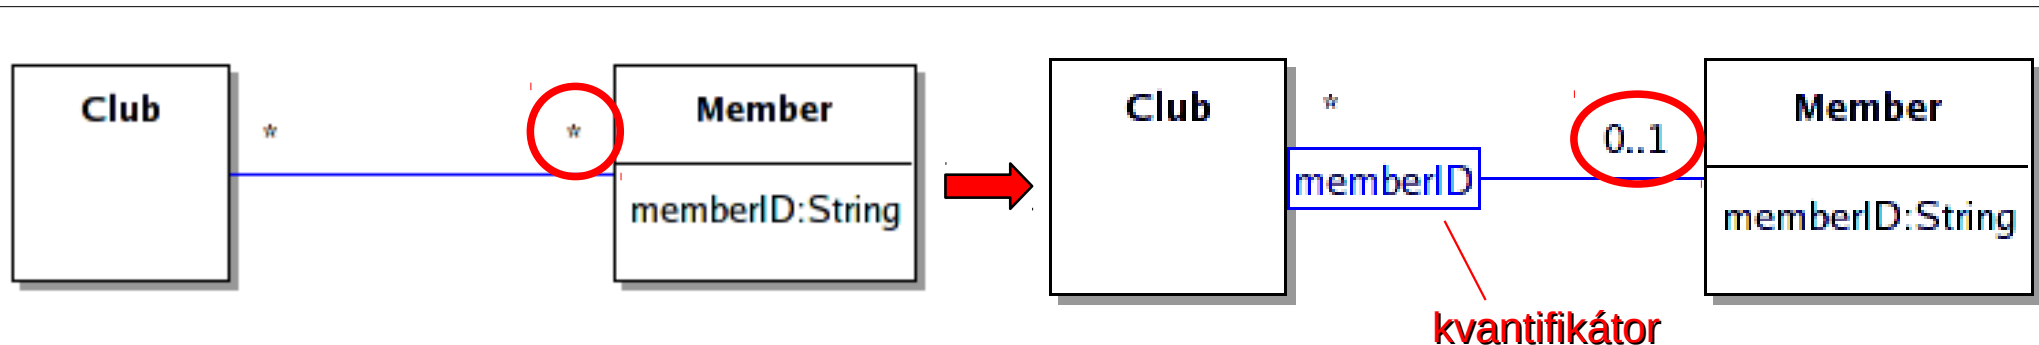 Club
*
*
Member
memberID:String
Club
*
memberID
0..1
Member
memberID:String
kvantifikátor